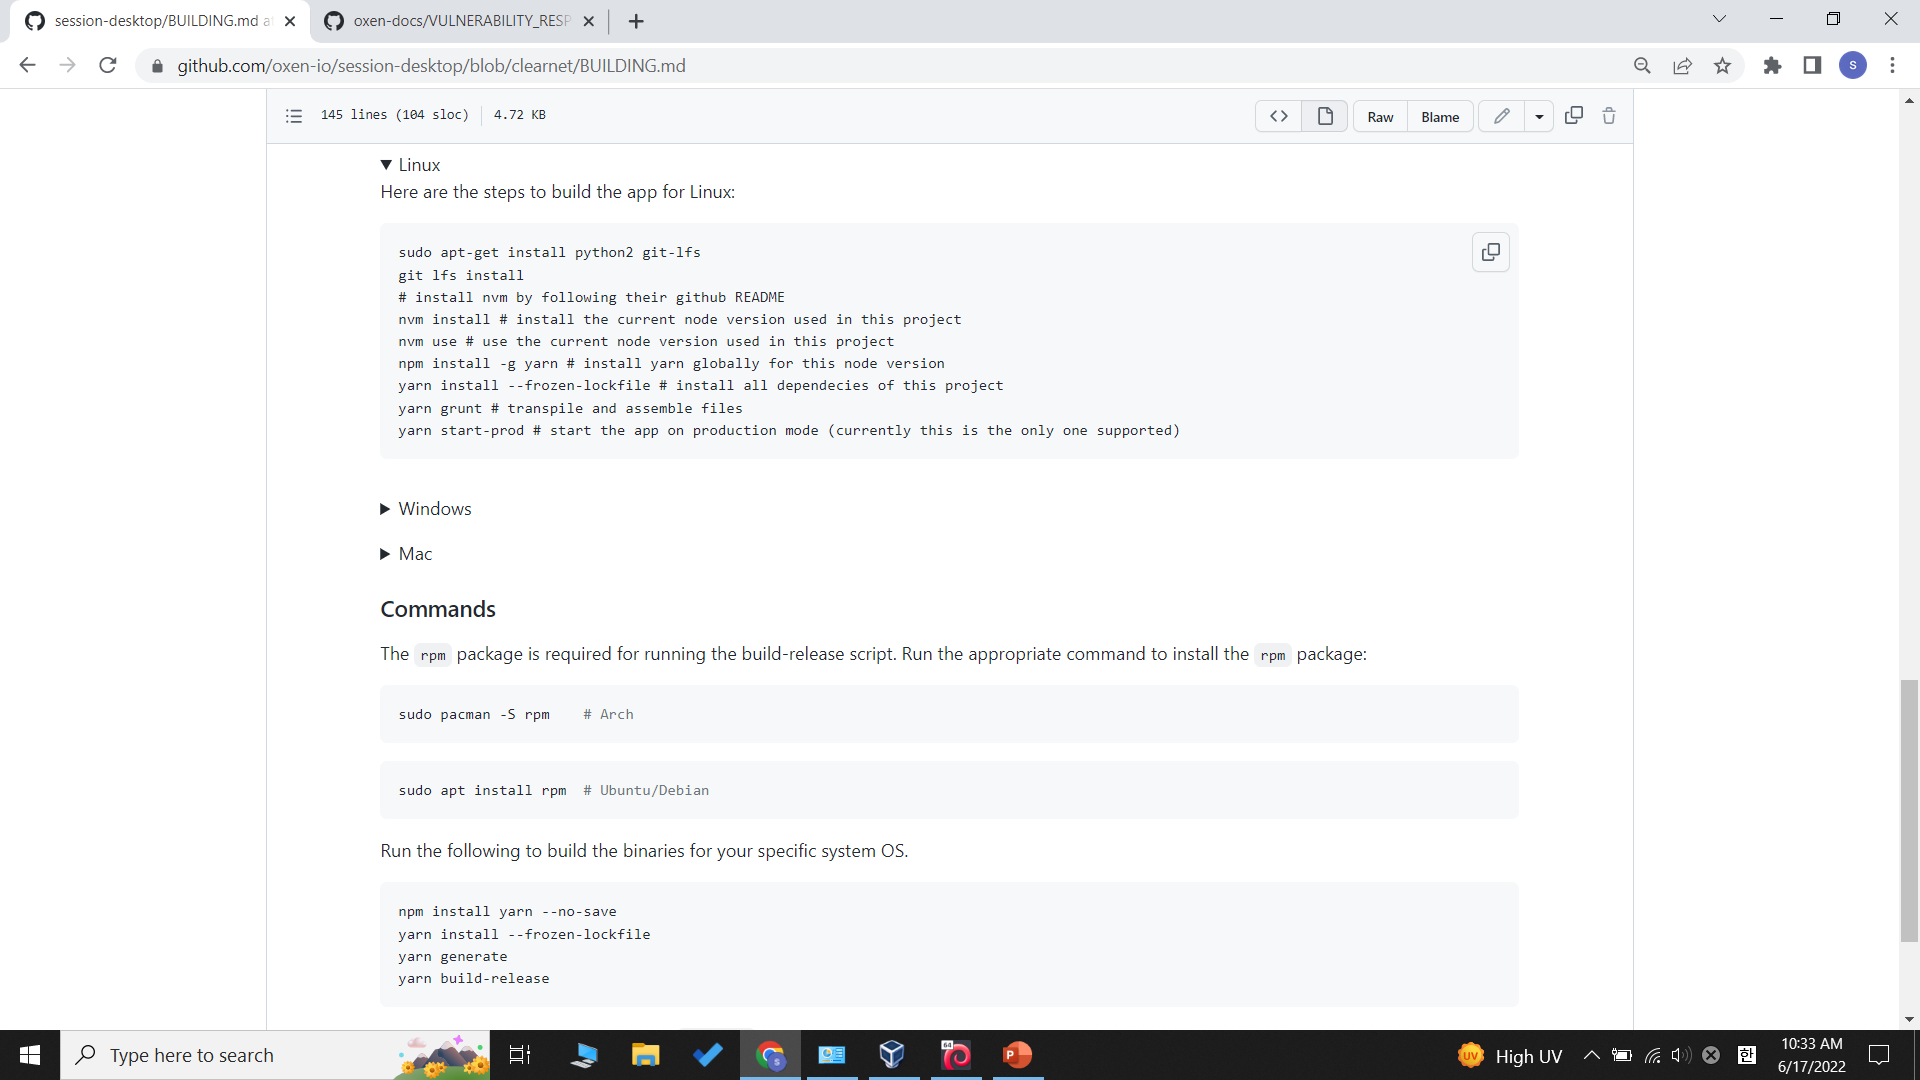 session-desktop/BUILDING.md a
oxen-docs/VULNERABILITY_RESP
github.com/oxen-io/session-desktop/blob/clearnet/BUILDING.md
S
145 lines (104 sloc) 4.72 KB
Raw
Blame
Linux
Here are the steps to build the app for Linux:
sudo apt-get install python2 git-lfs
git lfs install
# install nvm by following their github README
nvm install # install the current node version used in this project
nvm use # use the current node version used in this project
npm install -g yarn # install yarn globally for this node version
yarn install --frozen-lockfile # install all dependecies of this project
yarn grunt # transpile and assemble files
yarn start-prod # start the app on production mode (currently this is the only one supported)
Windows
Mac
Commands
The rpm package is required for running the build-release script. Run the appropriate command to install the rpm package:
sudo pacman -S rpm    # Arch
sudo apt install rpm  # Ubuntu/Debian
Run the following to build the binaries for your specific system OS.
npm install yarn --no-save
yarn install --frozen-lockfile
yarn generate
yarn build-release
Type here to search
S
64
P
UV
High UV
한
10:33 AM
6/17/2022